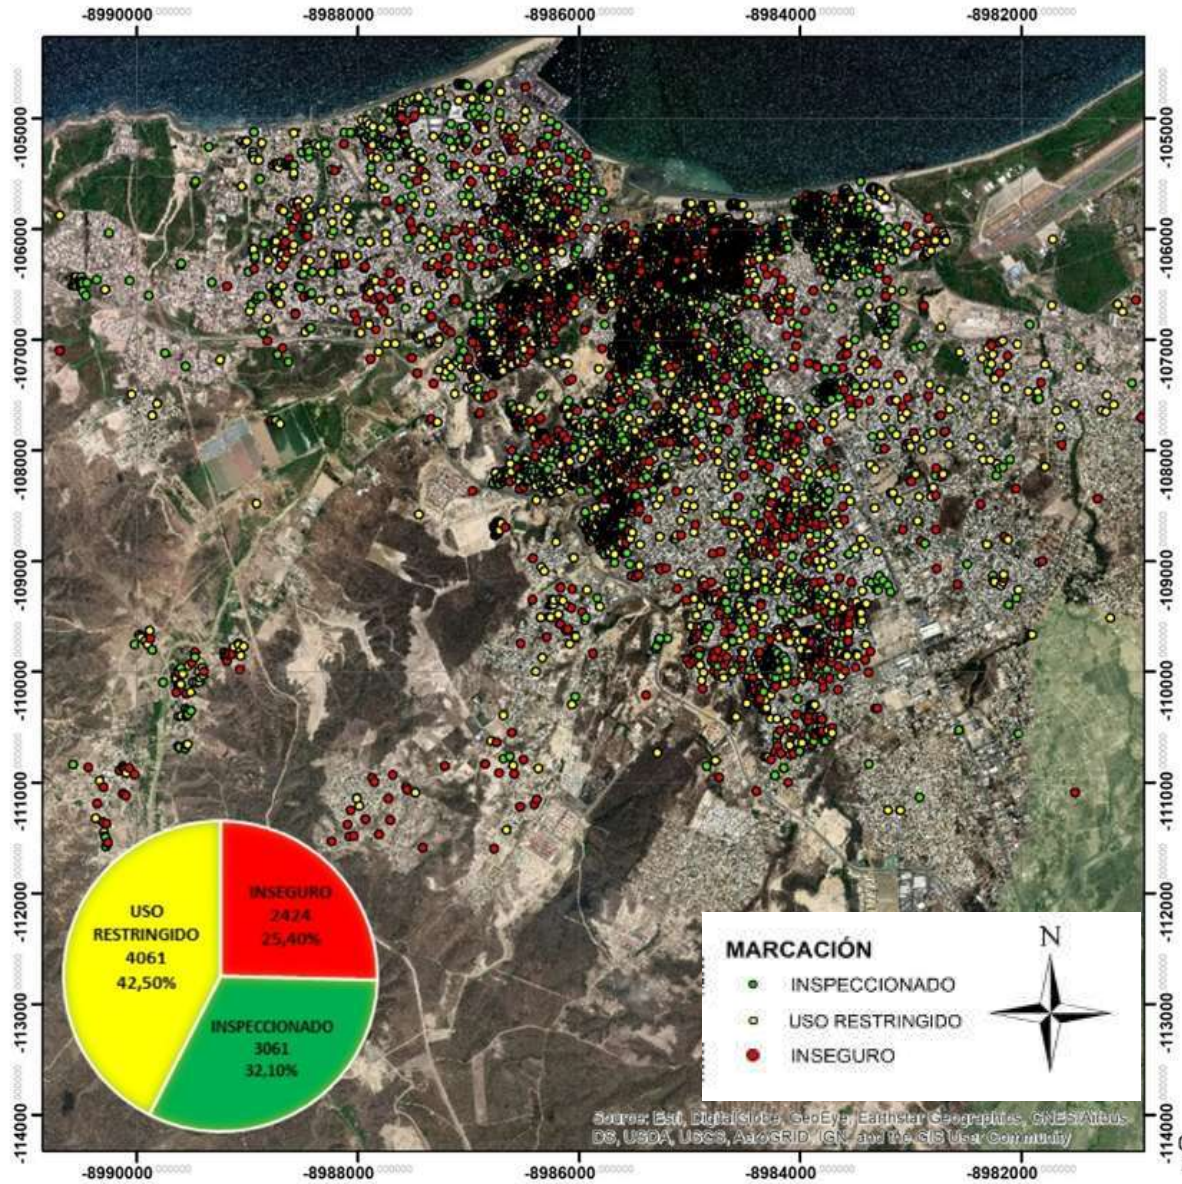 -8990000 -8988000 -8986000 -8984000 -8982000
-105000
-106000
-107000
-108000
-109000
-110000
-111000
-112000
-113000
-114000
-105000
-106000
-107000
-108000
-109000
-110000
-111000
-112000
-113000
-114000
INSEGURO
2424
25,40%
USO
RESTRINGIDO
4061
42,50%
INSPECCIONADO
3061
32,10%
MARCACIÓN
INSPECCIONADO
USO RESTRINGIDO
INSEGURO
N
Source: Esri, DigitalGlobe, GeoEye, Earthstar Geographics, CNES/Airbus
DS, USDA, USGS, AeroGRID, IGN, and the GIS User Community
-8990000 -8988000 -8986000 -8984000 -8982000